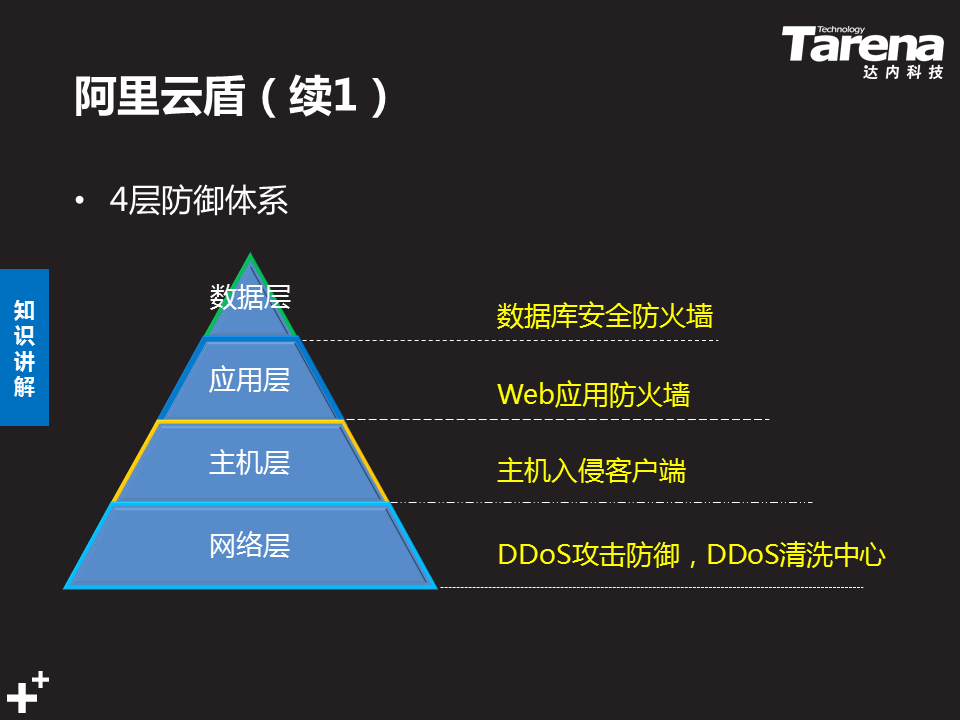 Technology
Tarena
达内科技
阿里云盾（续1）
• 4层防御体系
知
识
讲
解
数据层
数据库安全防火墙
应用层
Web应用防火墙
主机层
主机入侵客户端
网络层
DDoS攻击防御，DDoS清洗中心